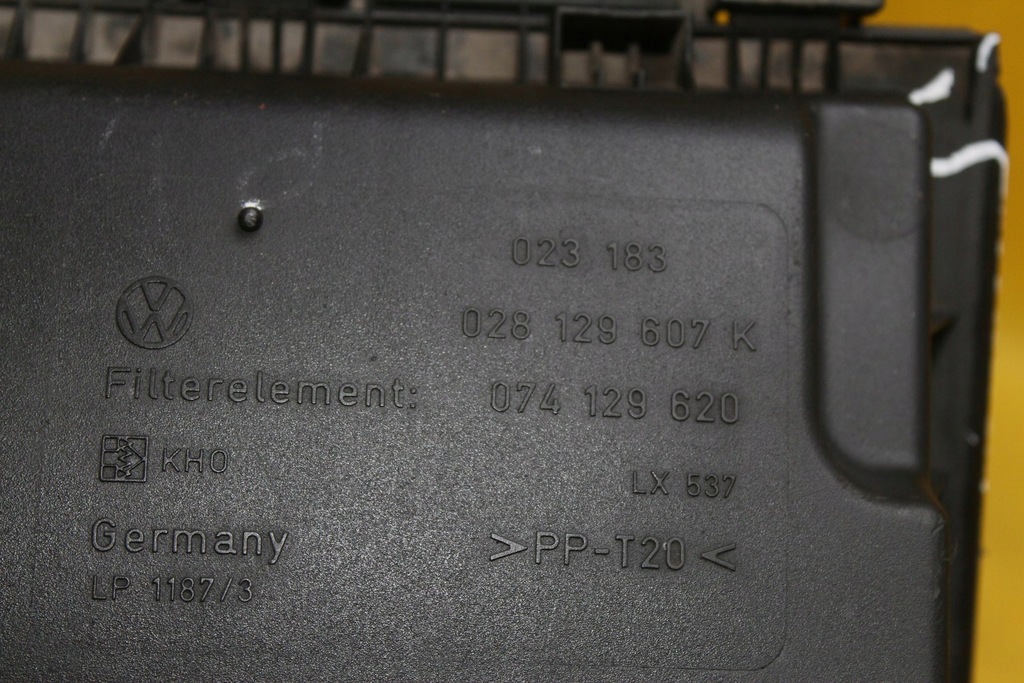 023 183
028 129 607 K
Filterelement: 074 129 620
KHO LX 537
Germany >PP-T20<
LP 1187/3